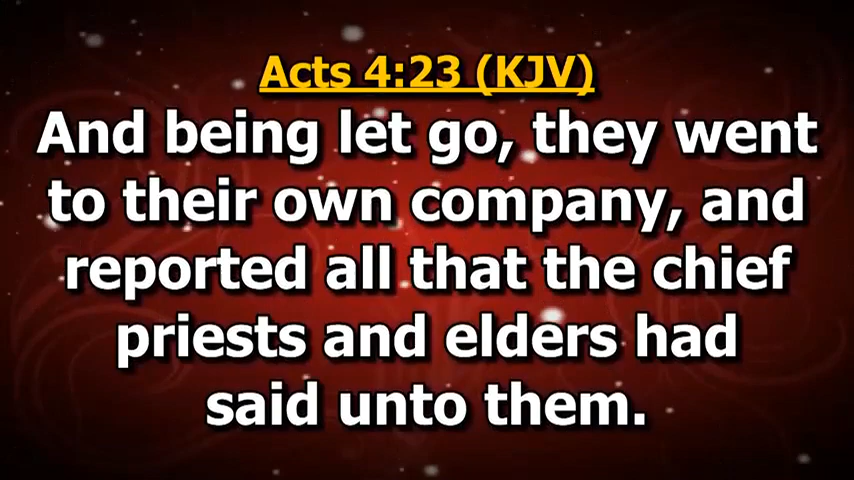 Acts 4:23 (KJV)
And being let go, they went
to their own company, and
reported all that the chief
priests and elders had
said unto them.